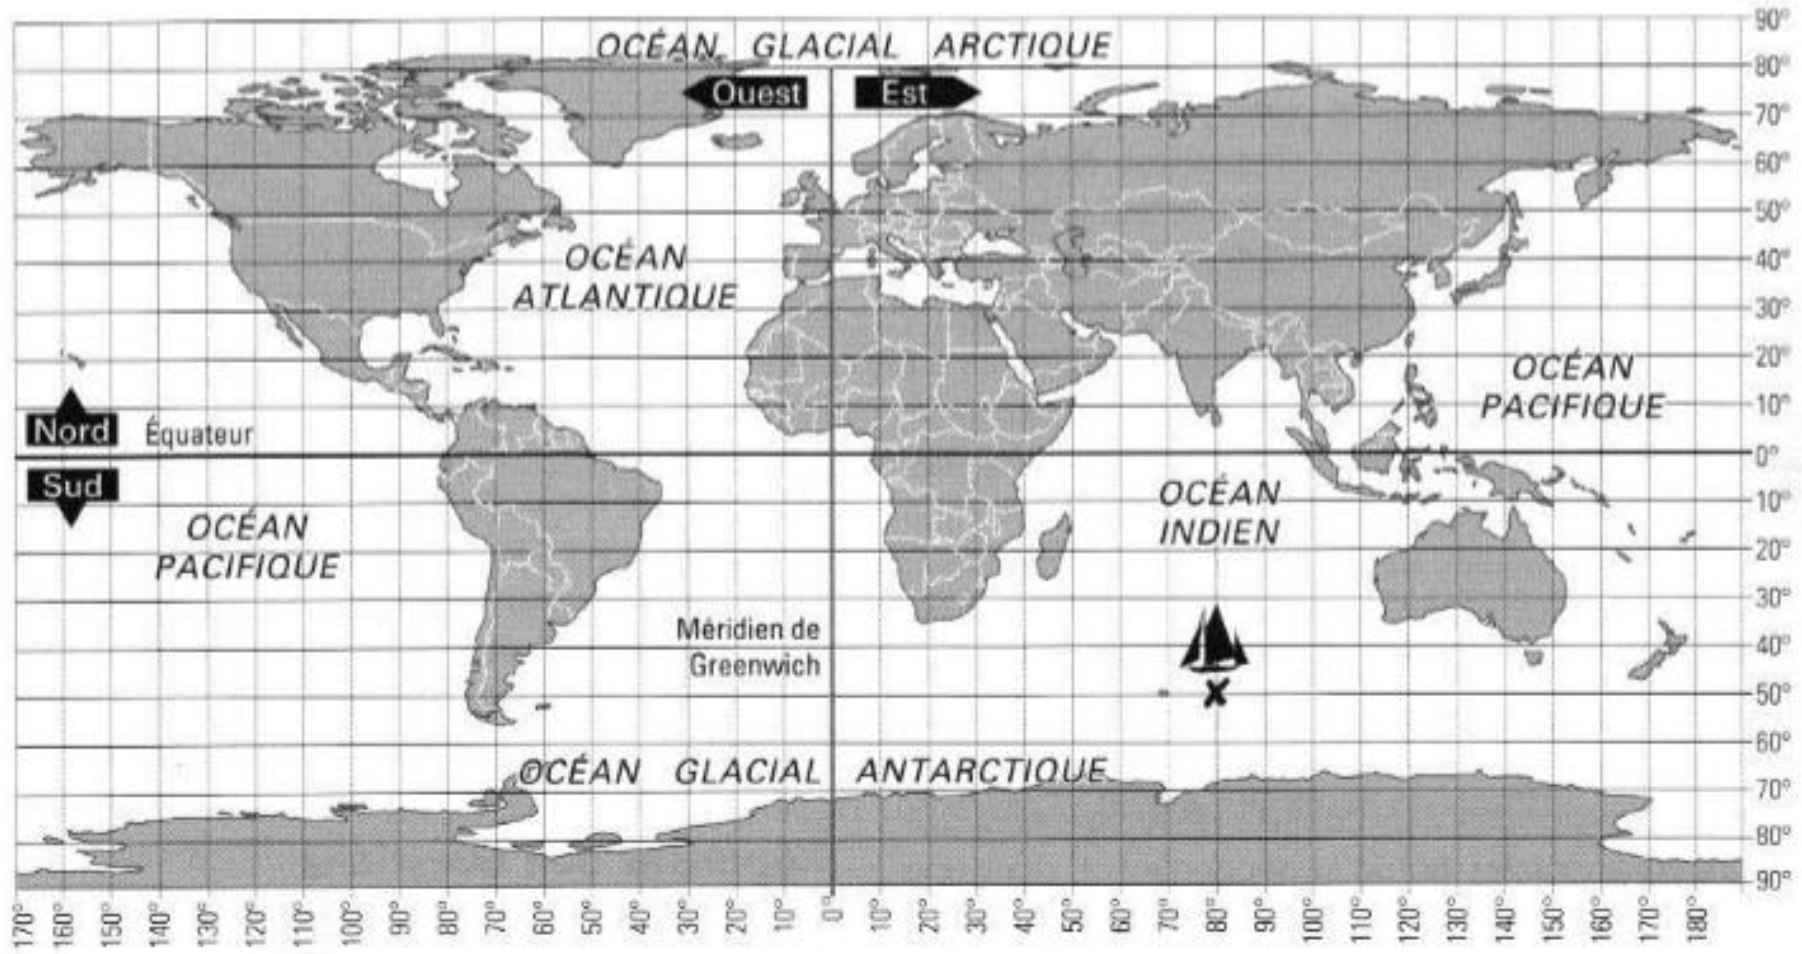 OCÉAN GLACIAL ARCTIQUE
Ouest
Est
OCÉAN
ATLANTIQUE
OCÉAN
PACIFIQUE
Nord
Équateur
Sud
OCÉAN
PACIFIQUE
OCÉAN
INDIEN
Méridien de
Greenwich
OCÉAN GLACIAL ANTARCTIQUE
90°
80°
70°
60°
50°
40°
30°
20°
10°
0°
10°
20°
30°
40°
50°
60°
70°
80°
90°
170° 160° 150° 140° 130° 120° 110° 100° 90° 80° 70° 60° 50° 40° 30° 20° 10° 0° 10° 20° 30° 40° 50° 60° 70° 80° 90° 100° 110° 120° 130° 140° 150° 160° 170° 180°